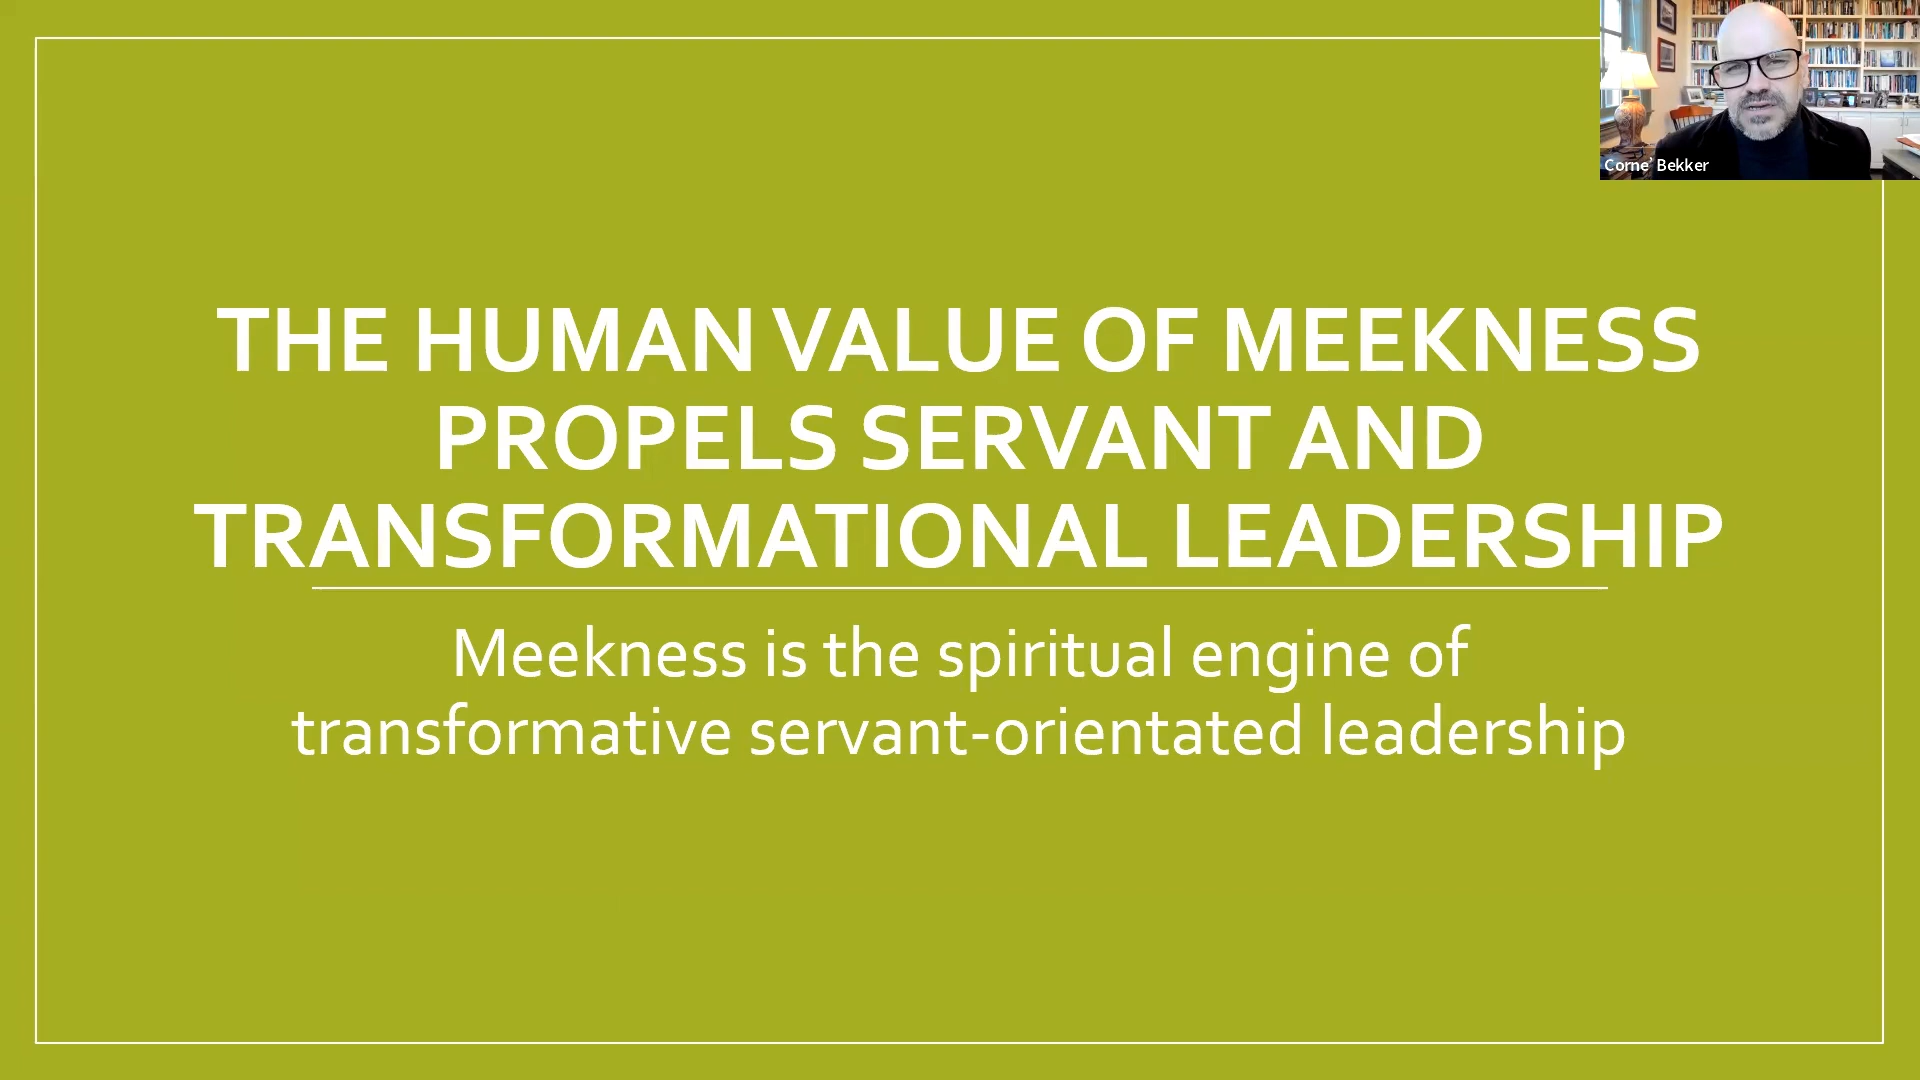 Corne' Bekker
THE HUMAN VALUE OF MEEKNESS
PROPELS SERVANT AND
TRANSFORMATIONAL LEADERSHIP
Meekness is the spiritual engine of
transformative servant-orientated leadership